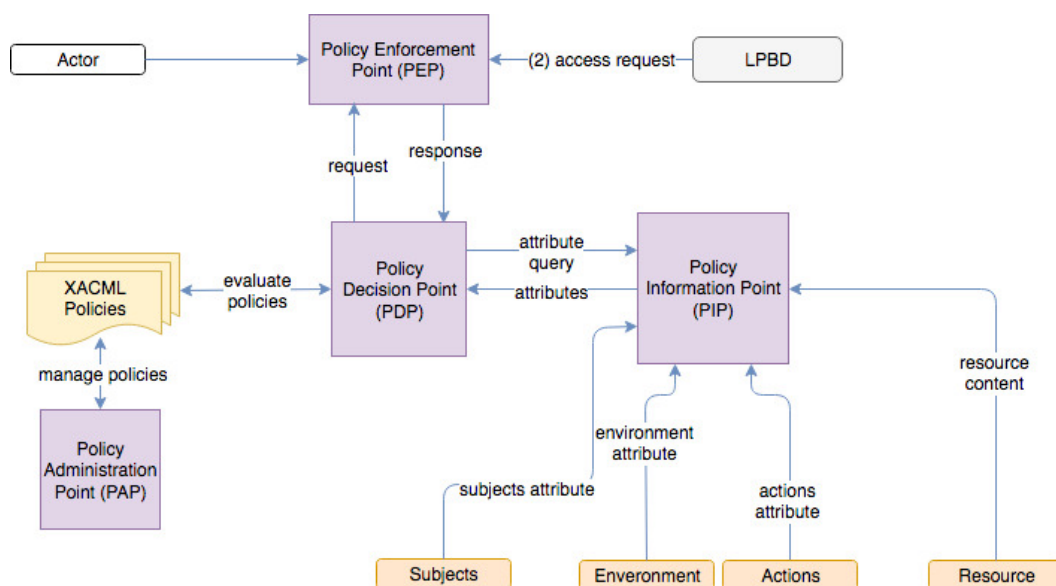 Actor
Policy Enforcement
Point (PEP)
(2) access request
LPBD
request
response
XACML
Policies
evaluate
policies
Policy
Decision Point
(PDP)
attribute
query
attributes
Policy
Information Point
(PIP)
manage policies
resource
content
Policy
Administration
Point (PAP)
environment
attribute
subjects attribute
actions
attribute
Subjects
Enveronment
Actions
Resource